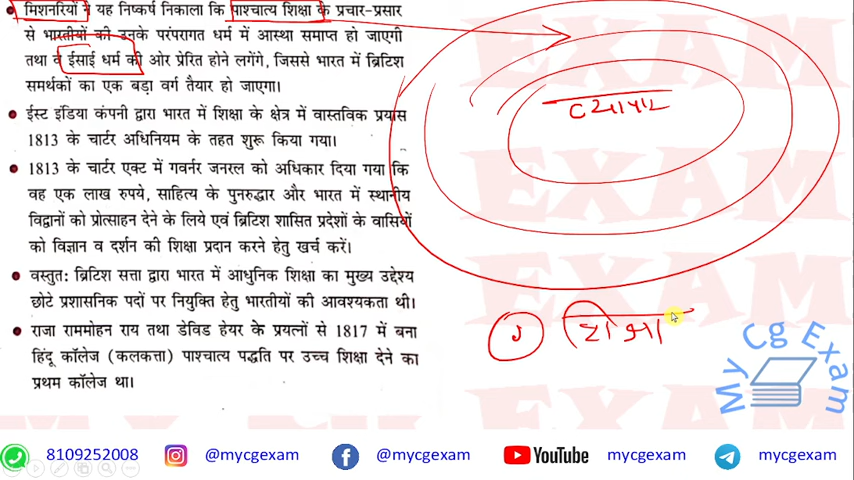 मिशनरियों ने यह निष्कर्ष निकाला कि पाश्चात्य शिक्षा के प्रचार-प्रसार
से भारतीयों की उनके परंपरागत धर्म में आस्था समाप्त हो जाएगी
तथा वे ईसाई धर्म की ओर प्रेरित होने लगेंगे, जिससे भारत में ब्रिटिश
समर्थकों का एक बड़ा वर्ग तैयार हो जाएगा।
ईस्ट इंडिया कंपनी द्वारा भारत में शिक्षा के क्षेत्र में वास्तविक प्रयास
1813 के चार्टर अधिनियम के तहत शुरू किया गया।
1813 के चार्टर एक्ट में गवर्नर जनरल को अधिकार दिया गया कि
वह एक लाख रुपये, साहित्य के पुनरुद्धार और भारत में स्थानीय
विद्वानों को प्रोत्साहन देने के लिये एवं ब्रिटिश शासित प्रदेशों के वासियों
को विज्ञान व दर्शन की शिक्षा प्रदान करने हेतु खर्च करें।
वस्तुत: ब्रिटिश सत्ता द्वारा भारत में आधुनिक शिक्षा का मुख्य उद्देश्य
छोटे प्रशासनिक पदों पर नियुक्ति हेतु भारतीयों की आवश्यकता थी।
राजा राममोहन राय तथा डेविड हेयर के प्रयत्नों से 1817 में बना
हिंदू कॉलेज (कलकत्ता) पाश्चात्य पद्धति पर उच्च शिक्षा देने का
प्रथम कॉलेज था।
व्यापार
शिक्षा
EXAM
EXAM
EXAM
My Cg Exam
8109252008 @mycgexam @mycgexam YouTube mycgexam mycgexam